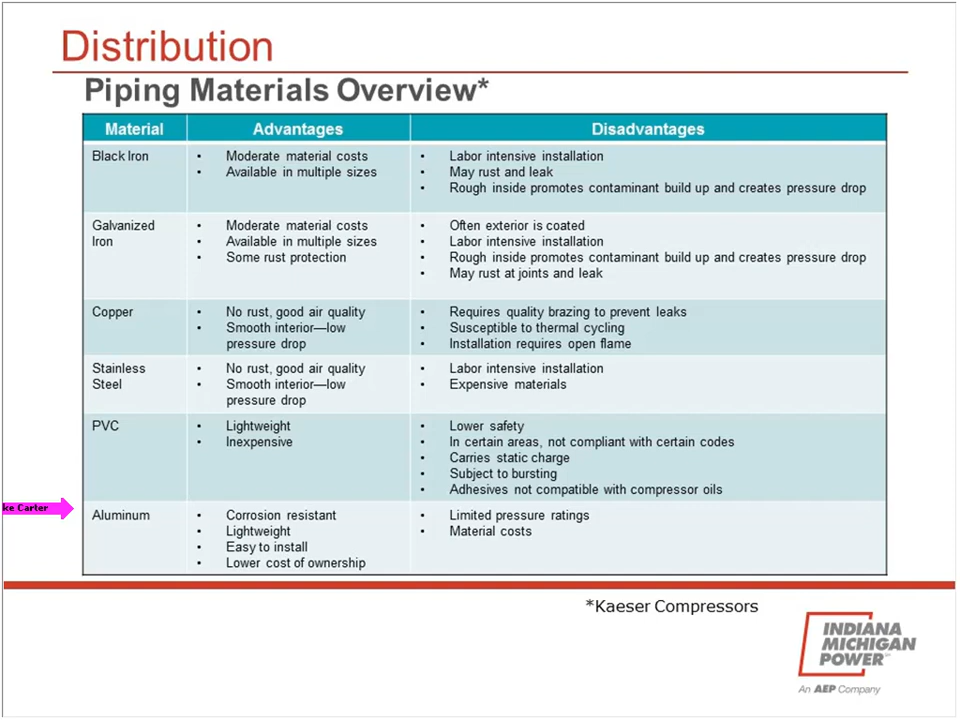 Distribution
Piping Materials Overview*
Material Advantages Disadvantages
Black Iron
• Moderate material costs
• Available in multiple sizes
• Labor intensive installation
• May rust and leak
• Rough inside promotes contaminant build up and creates pressure drop
Galvanized
Iron
• Moderate material costs
• Available in multiple sizes
• Some rust protection
• Often exterior is coated
• Labor intensive installation
• Rough inside promotes contaminant build up and creates pressure drop
• May rust at joints and leak
Copper
• No rust, good air quality
• Smooth interior—low
pressure drop
• Requires quality brazing to prevent leaks
• Susceptible to thermal cycling
• Installation requires open flame
Stainless
Steel
• No rust, good air quality
• Smooth interior—low
pressure drop
• Labor intensive installation
• Expensive materials
PVC
• Lightweight
• Inexpensive
• Lower safety
• In certain areas, not compliant with certain codes
• Carries static charge
• Subject to bursting
• Adhesives not compatible with compressor oils
ke Carter
Aluminum
• Corrosion resistant
• Lightweight
• Easy to install
• Lower cost of ownership
• Limited pressure ratings
• Material costs
*Kaeser Compressors
INDIANA
MICHIGAN
POWER
An AEP Company